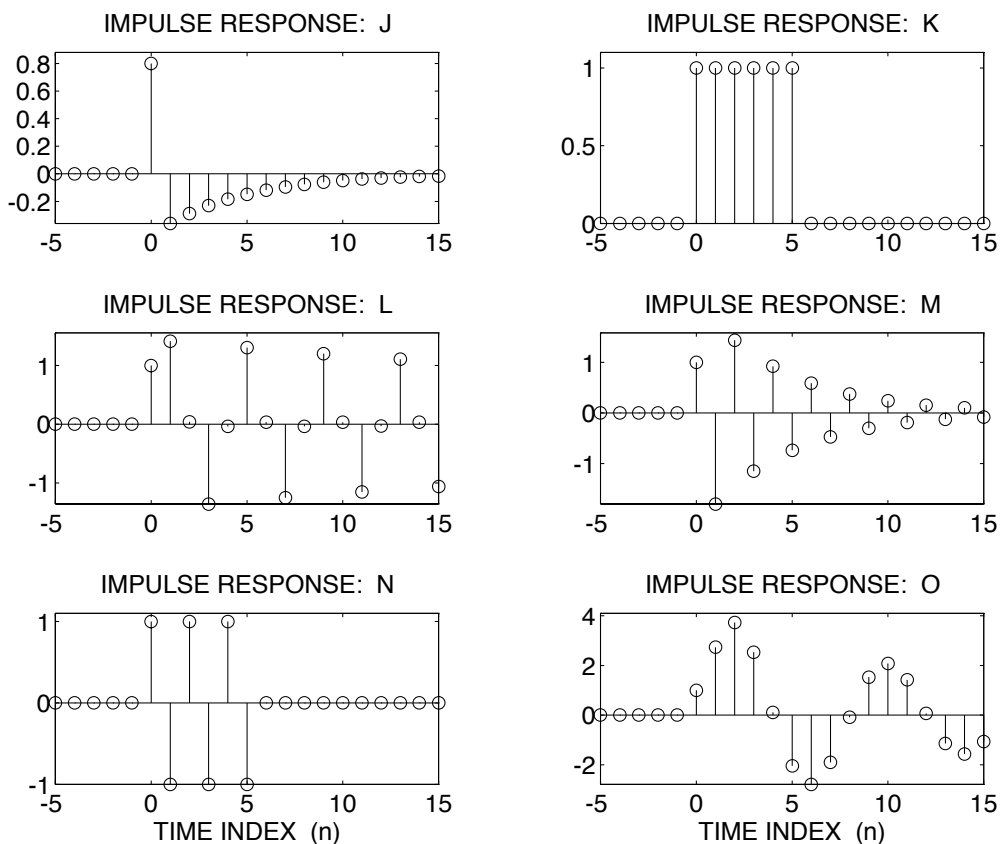 IMPULSE RESPONSE: J
0.8
0.6
0.4
0.2
0
-0.2
-5 0 5 10 15
IMPULSE RESPONSE: K
1
0.5
0
-5 0 5 10 15
IMPULSE RESPONSE: L
1
0
-1
-5 0 5 10 15
IMPULSE RESPONSE: M
1
0
-1
-5 0 5 10 15
IMPULSE RESPONSE: N
1
0
-1
-5 0 5 10 15
TIME INDEX (n)
IMPULSE RESPONSE: O
4
2
0
-2
-5 0 5 10 15
TIME INDEX (n)